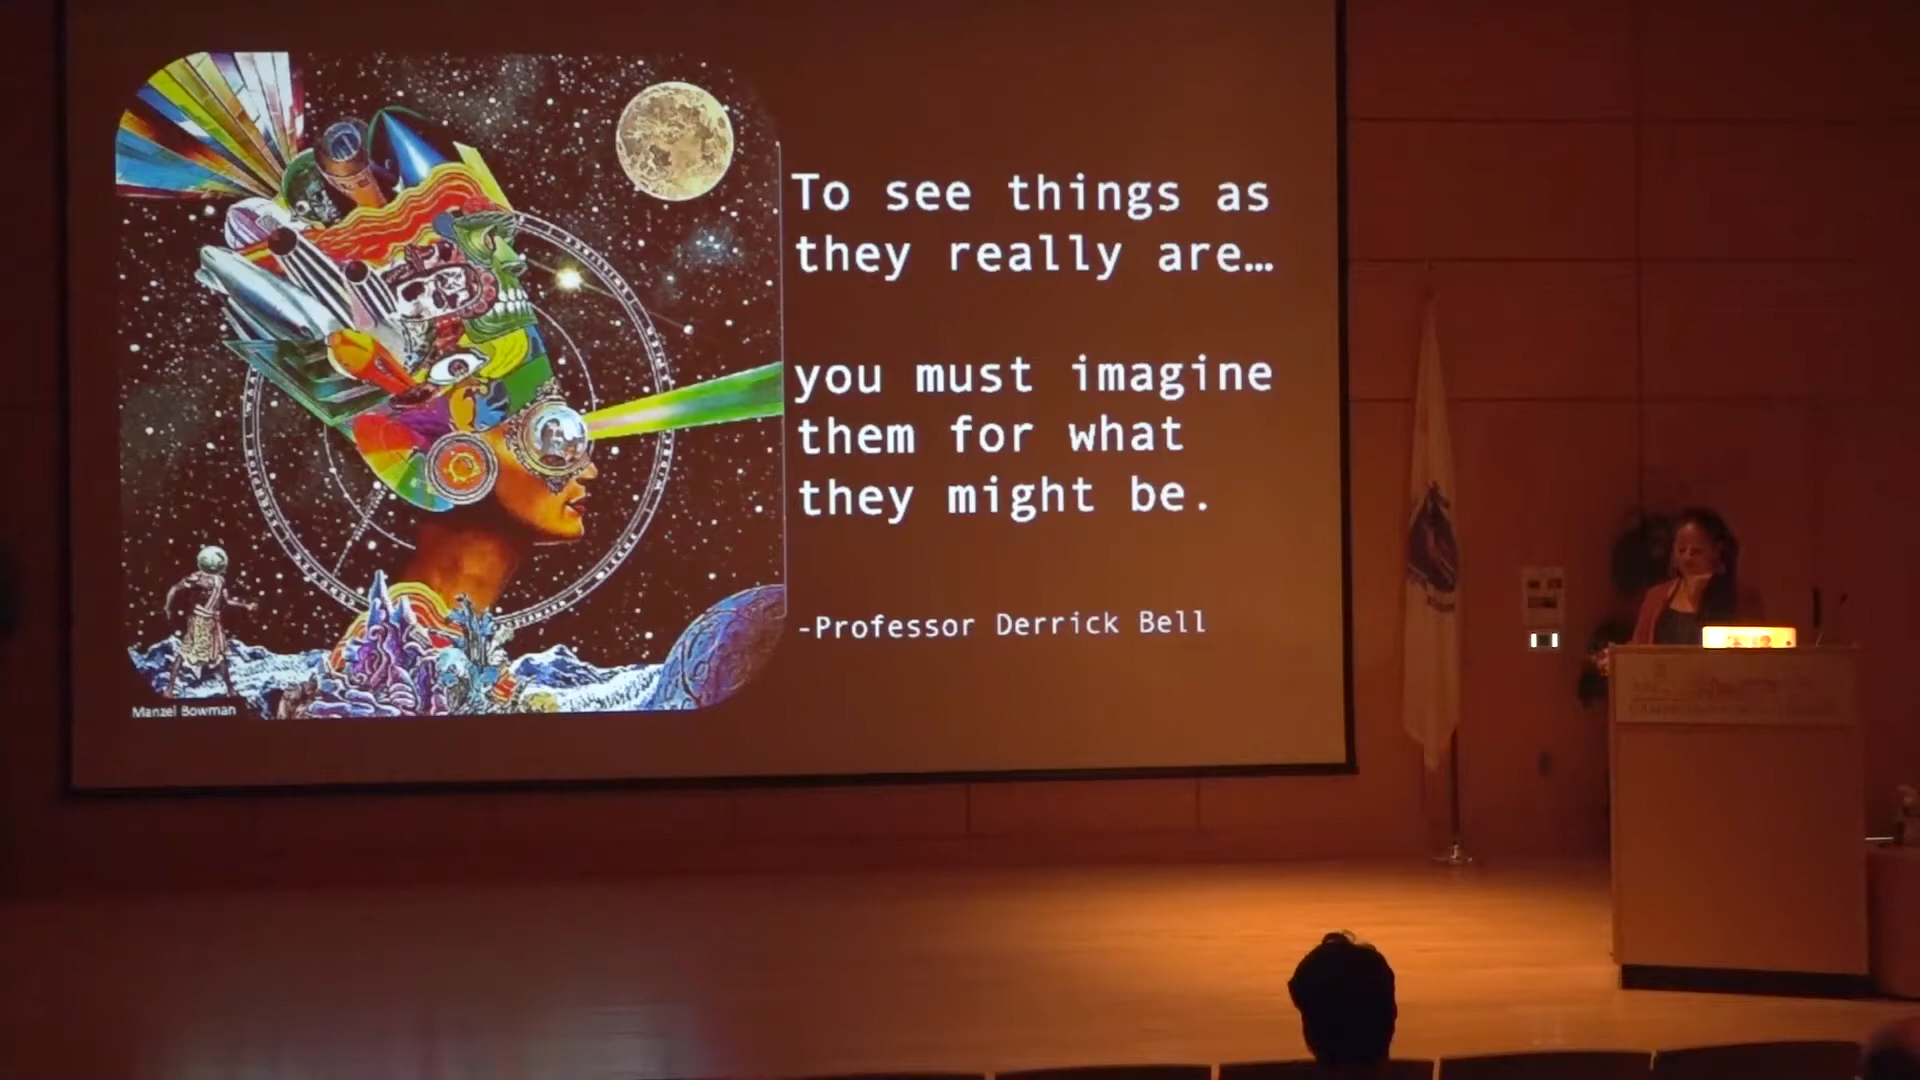 To see things as
they really are…
you must imagine
them for what
they might be.
-Professor Derrick Bell
Manzel Bowman